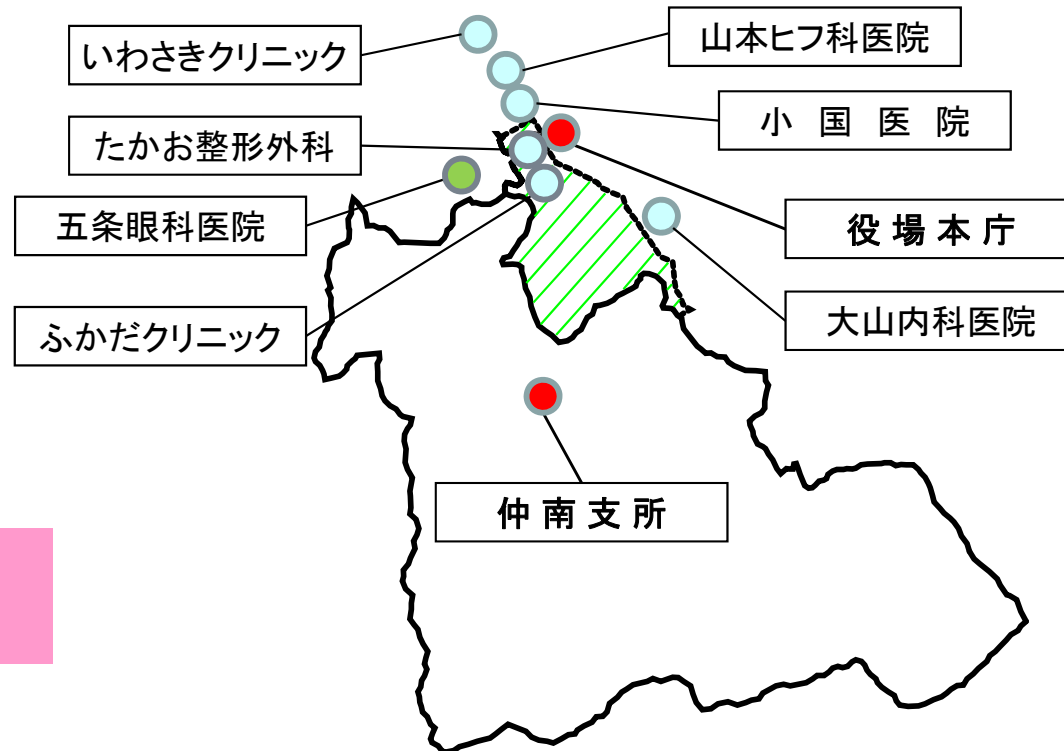 いわさきクリニック
山本ヒフ科医院
小国医院
たかお整形外科
五条眼科医院
役場本庁
ふかだクリニック
大山内科医院
仲南支所